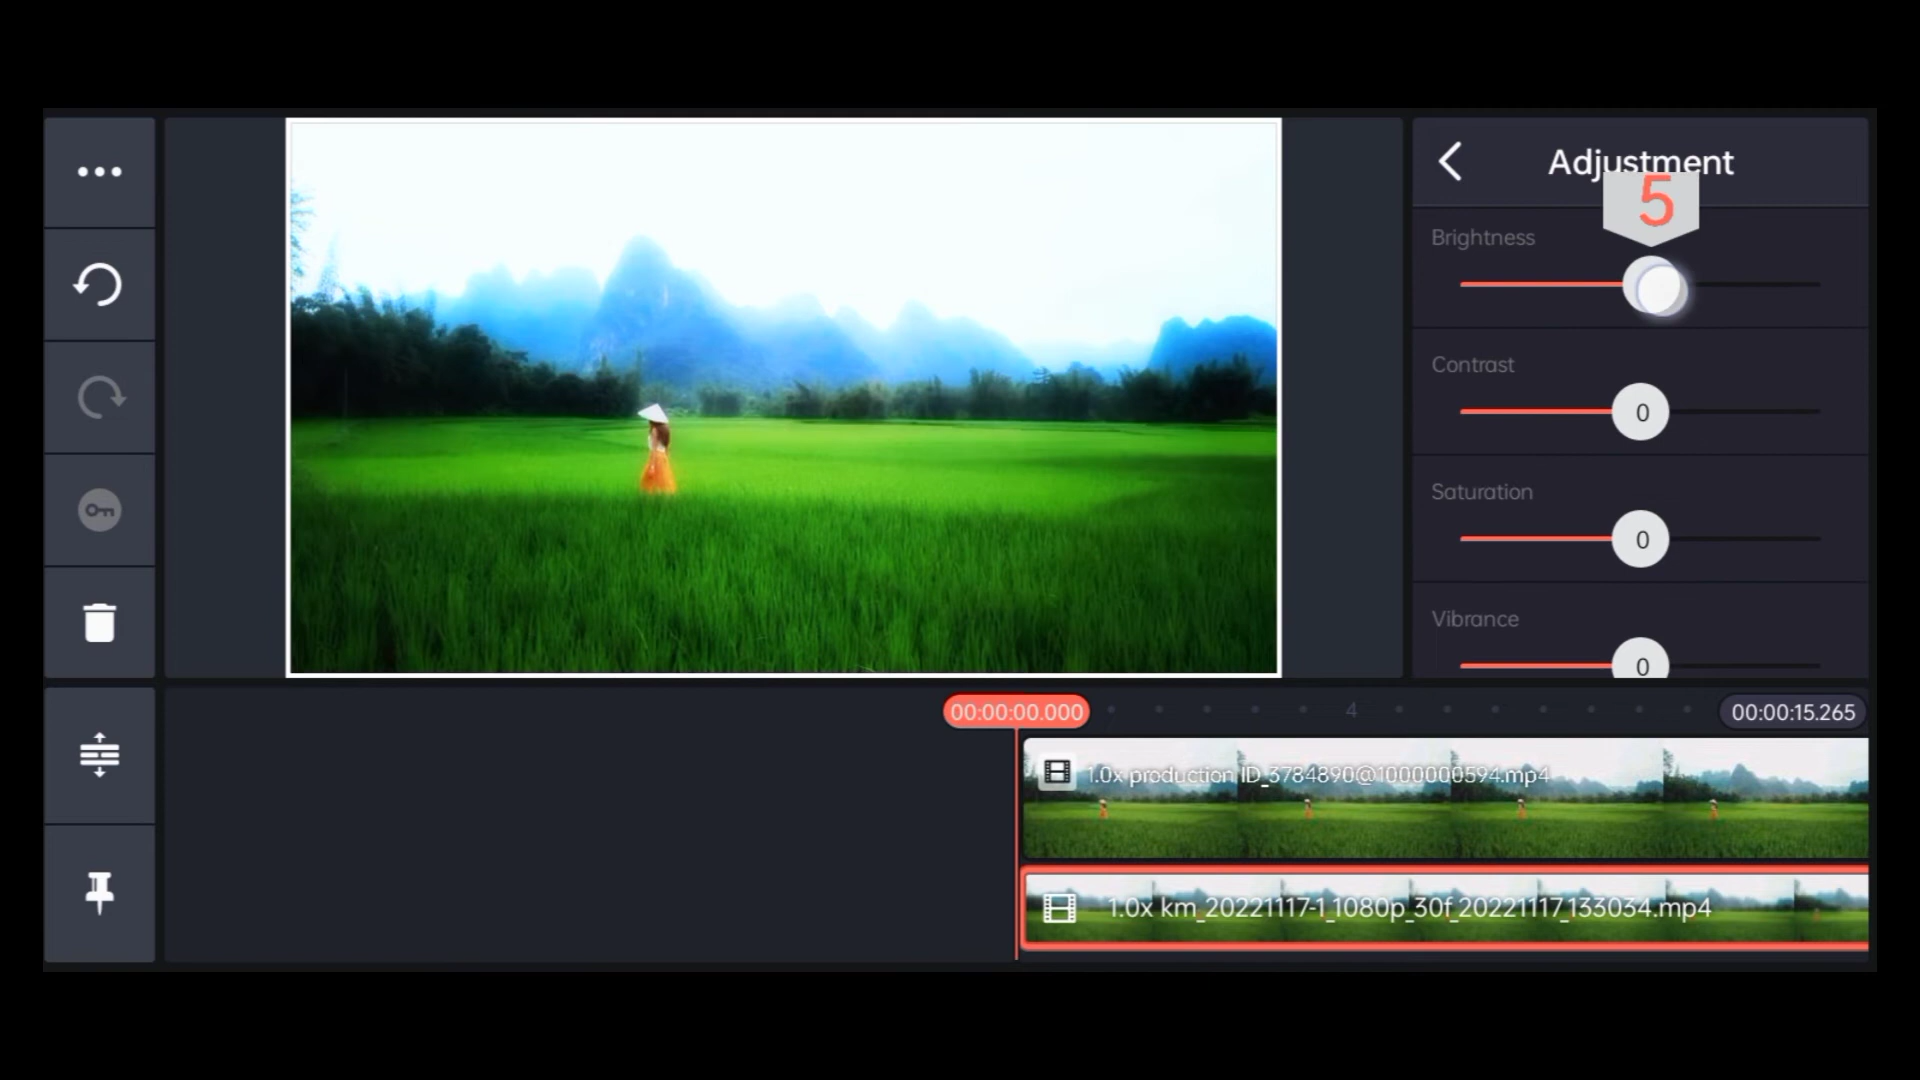 Adjustment
5
Brightness
Contrast
0
Saturation
0
Vibrance
0
00:00:00.000
4
00:00:15.265
1.0x production ID_3784890@1000000594.mp4
1.0x km_20221117-1_1080p_30f_20221117_133034.mp4